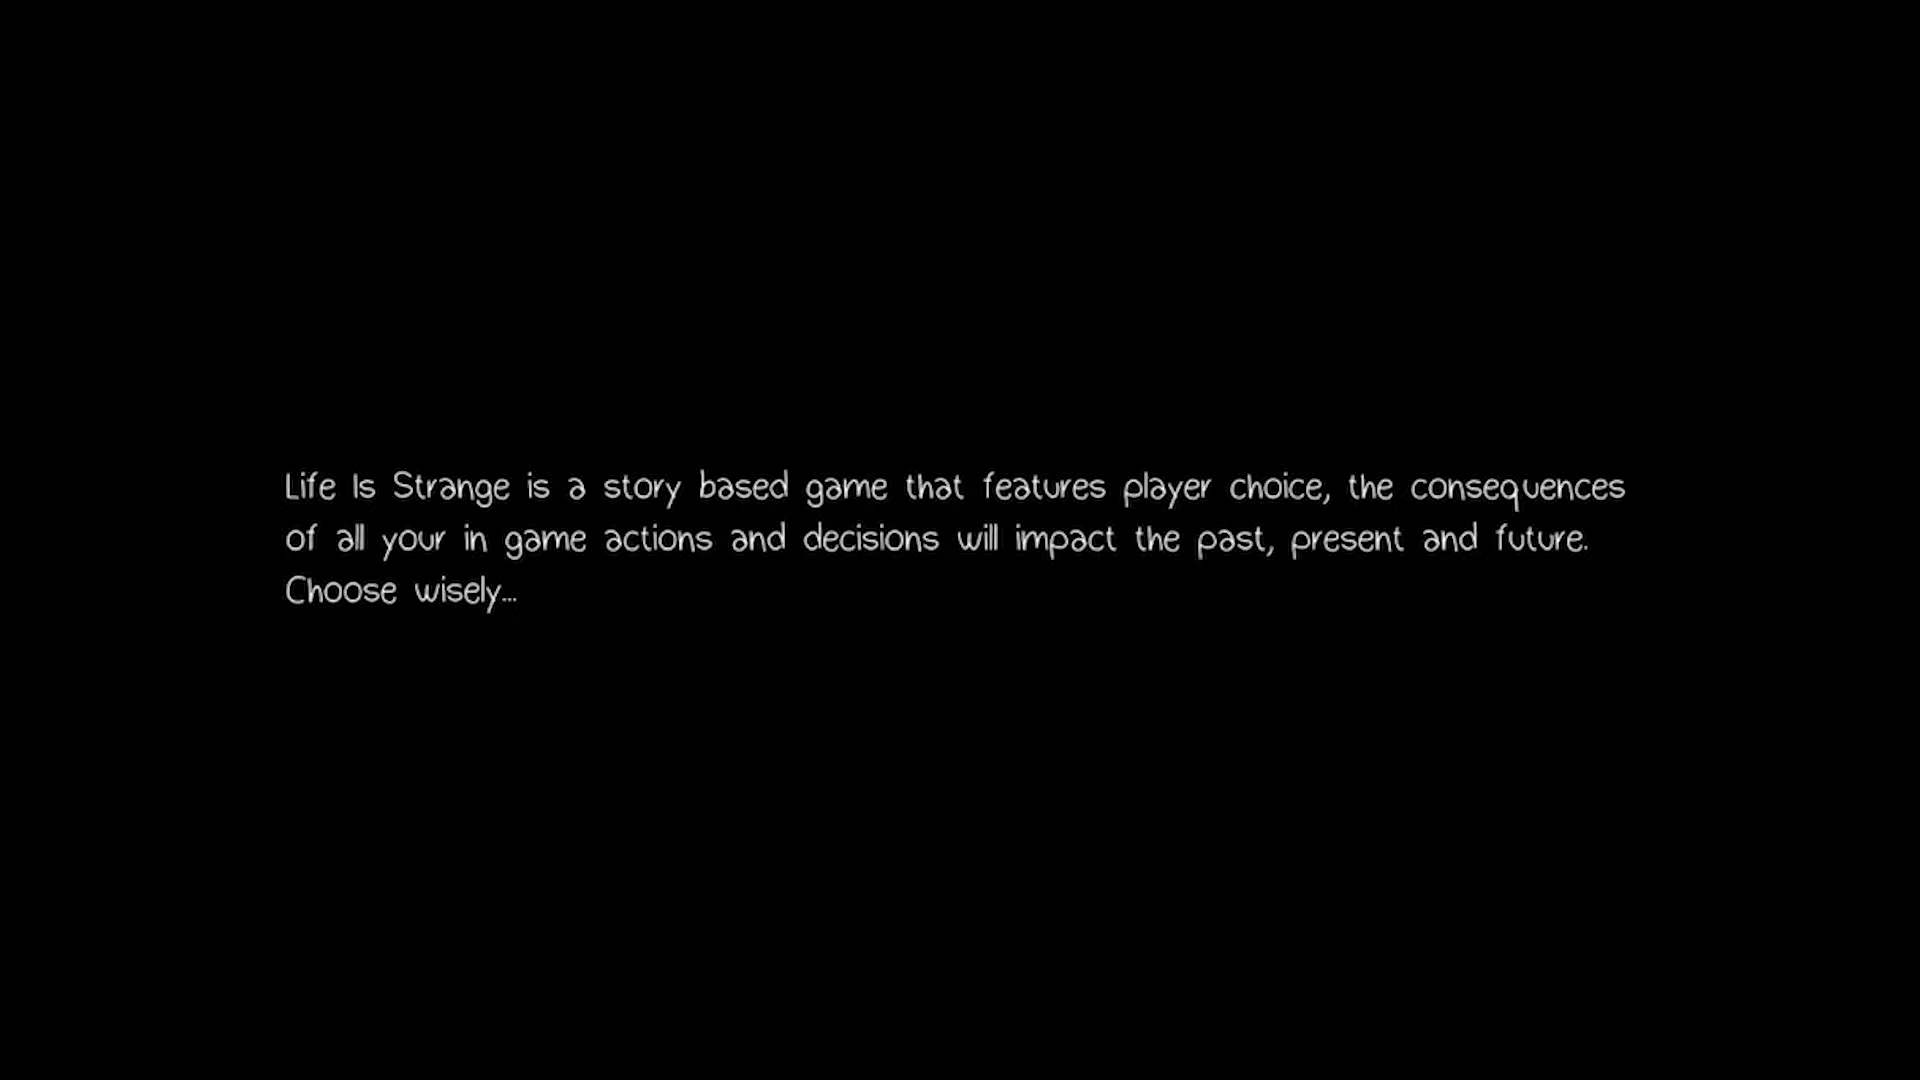 Life Is Strange is a story based game that features player choice, the consequences
of all your in game actions and decisions will impact the past, present and future.
Choose wisely...